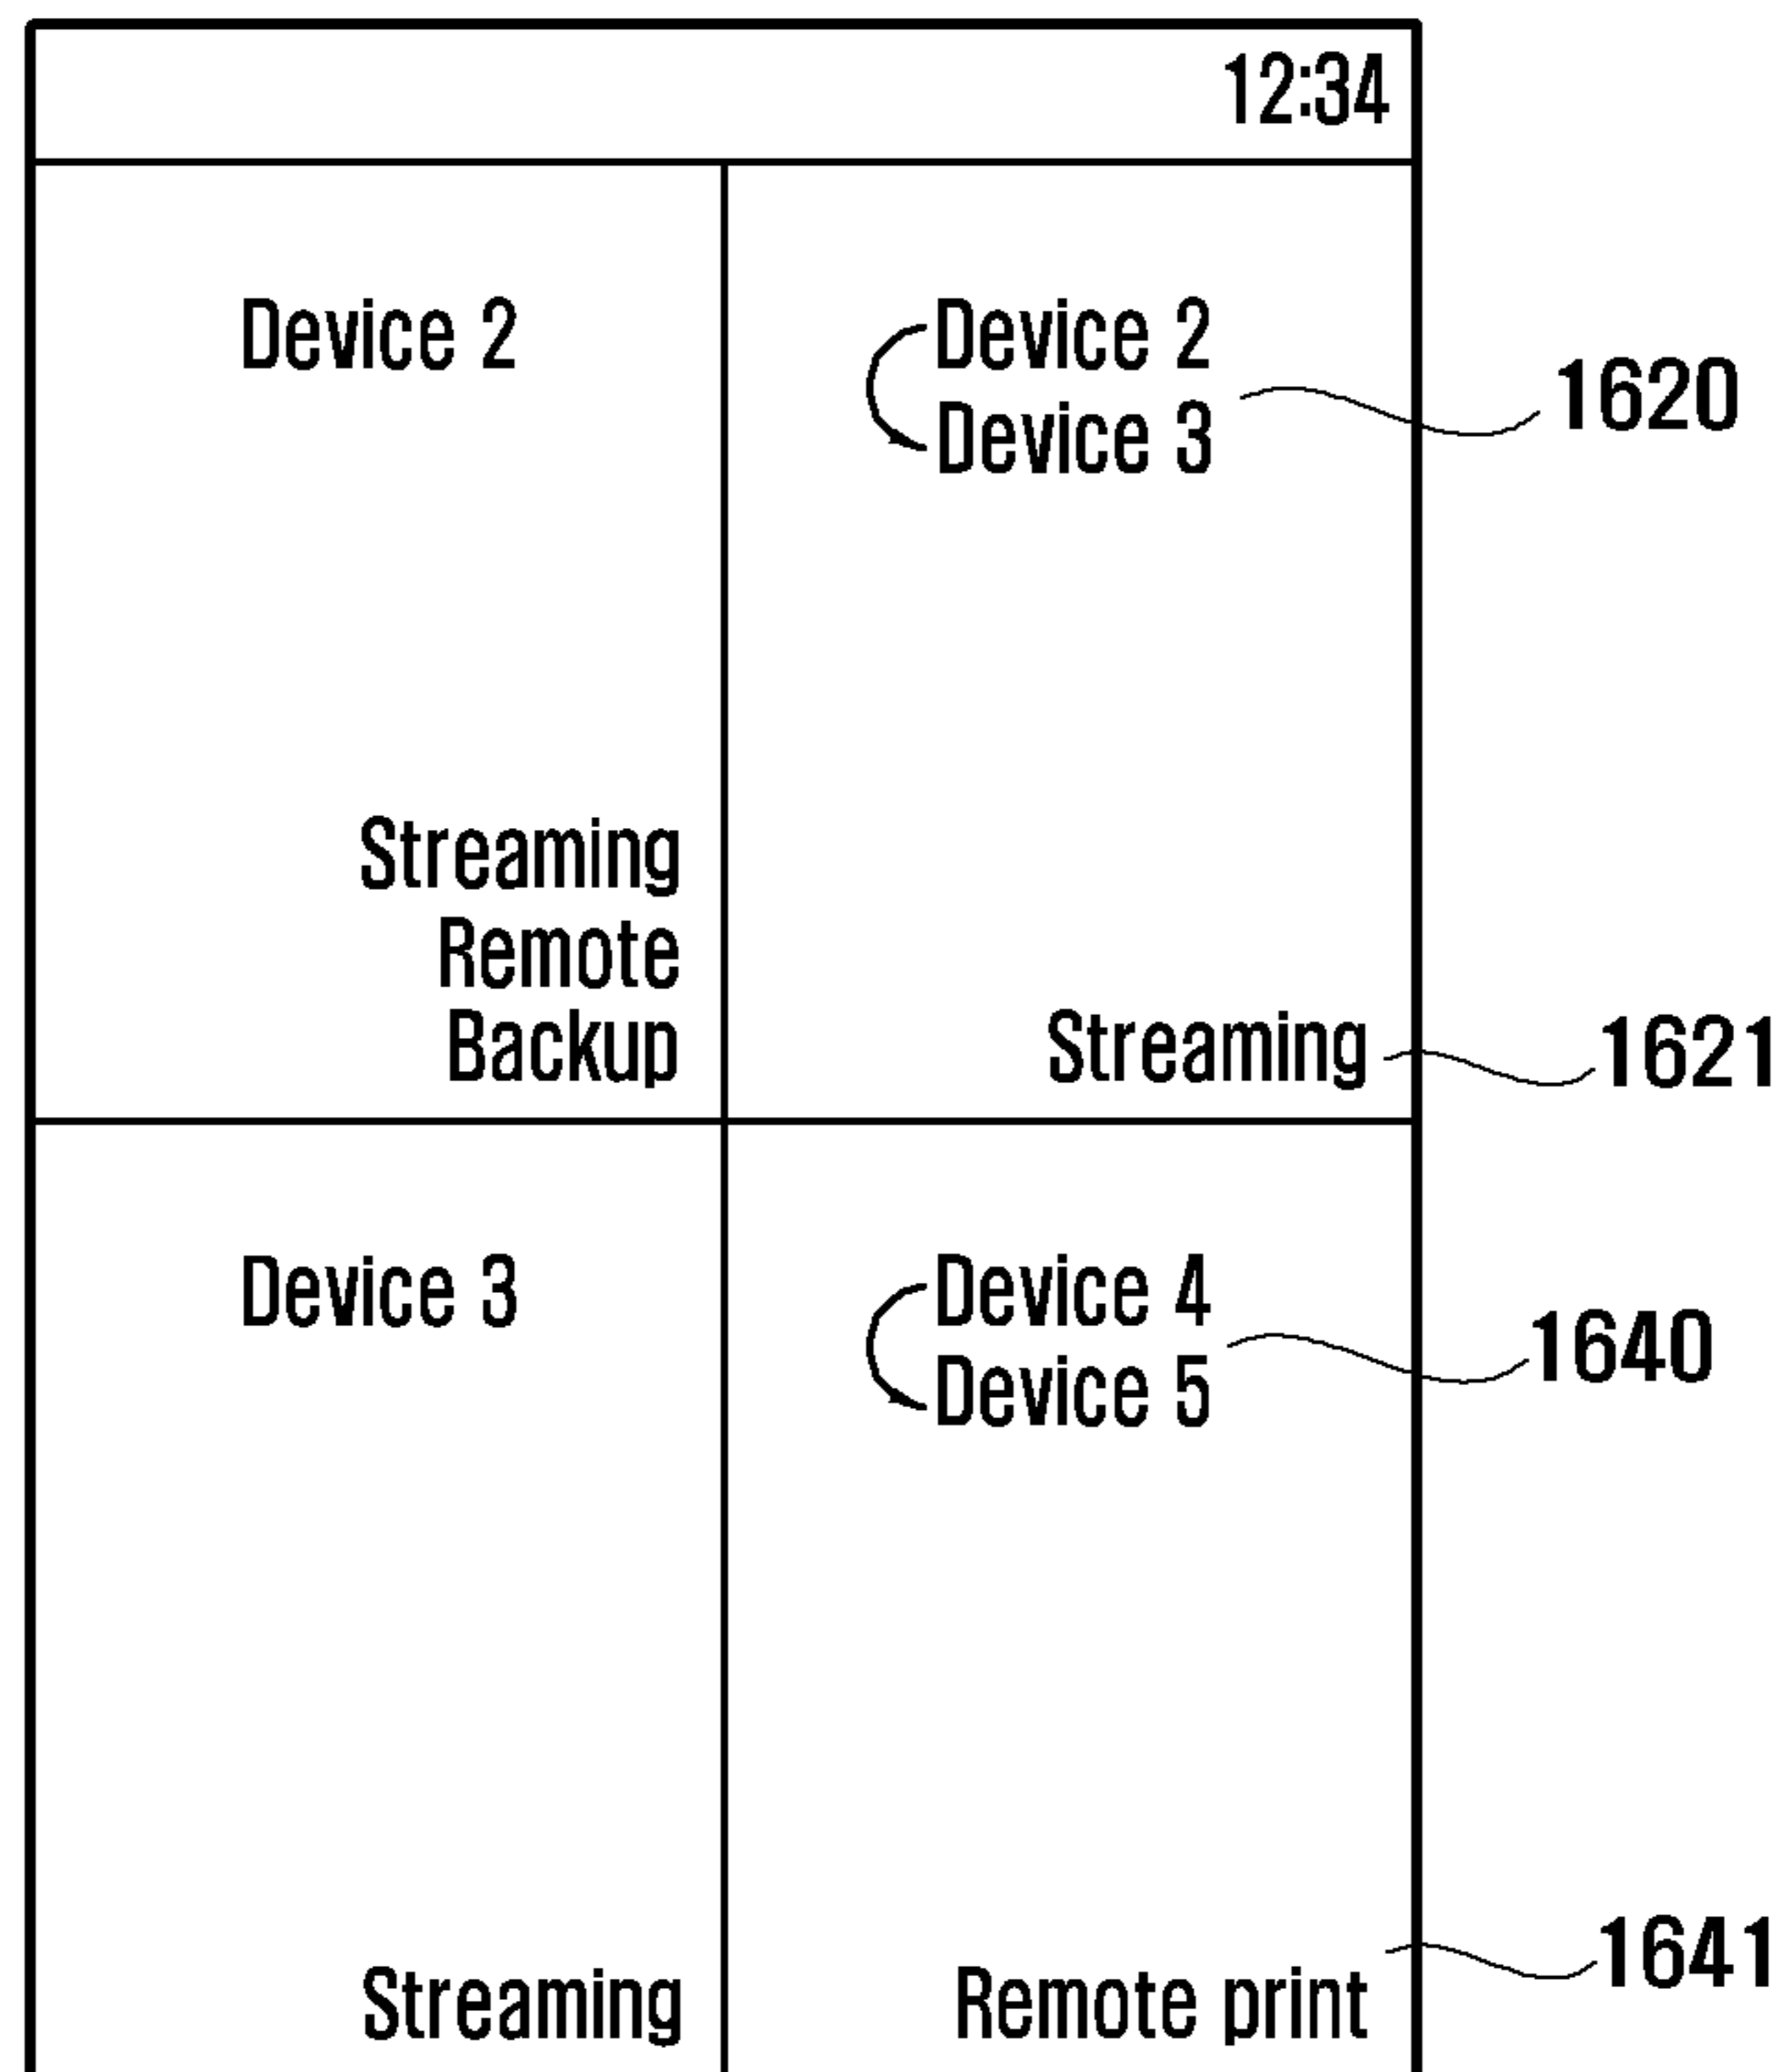 12:34
Device 2
Streaming
Remote
Backup
Device 2
Device 3
1620
Streaming
1621
Device 3
Streaming
Device 4
Device 5
1640
Remote print
1641